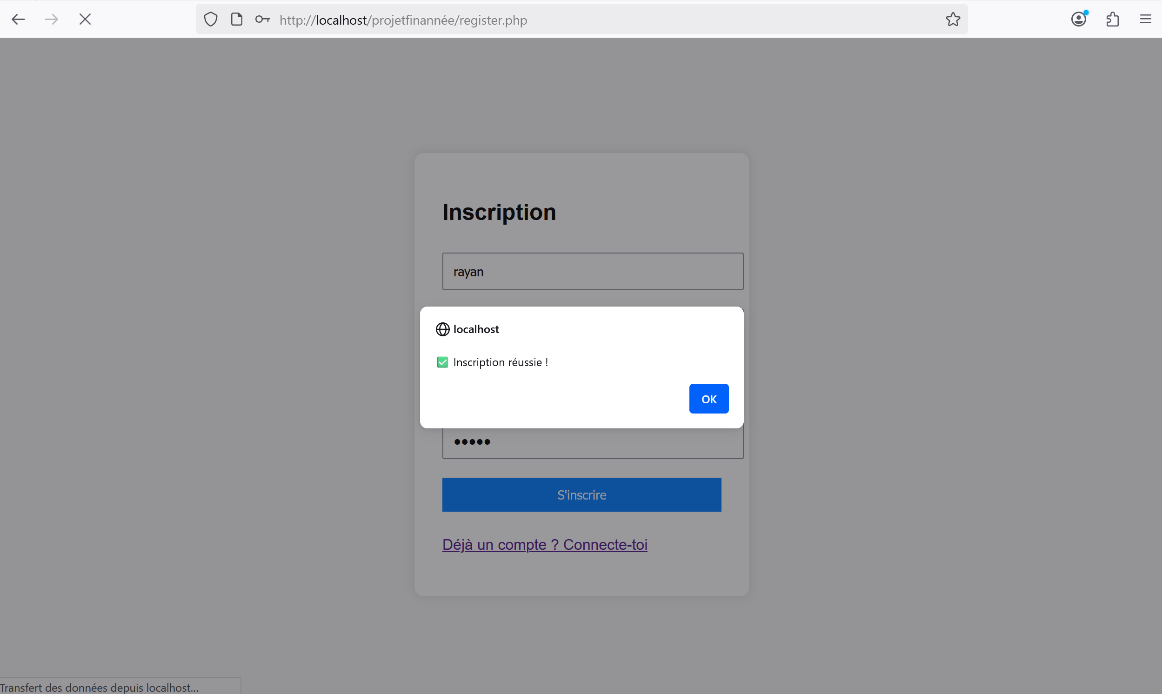 http://localhost/projetfinannée/register.php
Inscription
rayan
localhost
✅ Inscription réussie !
OK
•••••
S'inscrire
Déjà un compte ? Connecte-toi
Transfert des données depuis localhost...